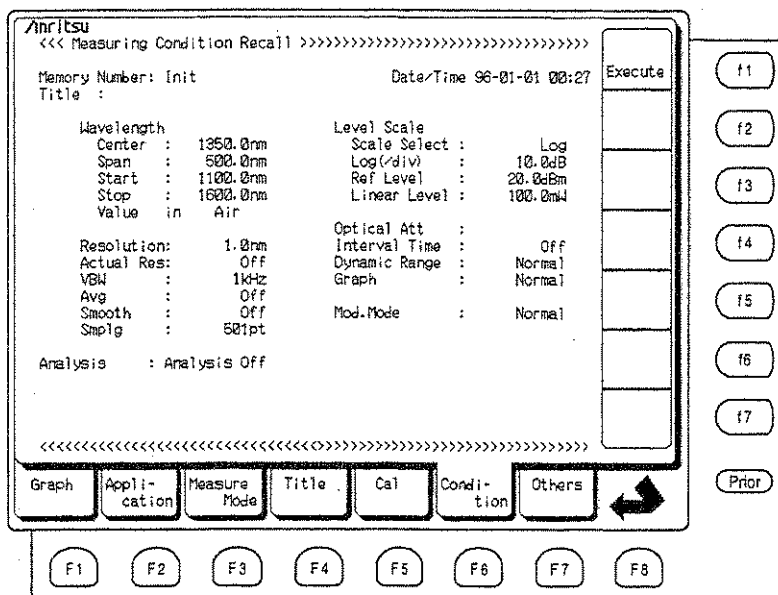 Anritsu
<<< Measuring Condition Recall >>>>>>>>>>>>>>>>>>>>>>>>>>>>>>>>>>
Memory Number: Init Date/Time 96-01-01 00:27
Title :
Execute
Wavelength
Center : 1350.0nm
Span : 500.0nm
Start : 1100.0nm
Stop : 1600.0nm
Value in Air
Resolution: 1.0nm
Actual Res: Off
VBW : 1kHz
Avg : Off
Smooth : Off
Smplg : 501pt
Level Scale
Scale Select : Log
Log(/div) : 10.0dB
Ref Level : 20.0dBm
Linear Level : 100.0mW
Optical Att :
Interval Time : Off
Dynamic Range : Normal
Graph : Normal
Mod.Mode : Normal
Analysis : Analysis Off
<<<<<<<<<<<<<<<<<<<<<<<<<<<<<<<<<<<<<<<>>>>>>>>>>>>>>>>>>>>>>>>>>>>>>>>>>>>>>>
Graph
Appli-
cation
Measure
Mode
Title
Cal
Condi-
tion
Others
f1
f2
f3
f4
f5
f6
f7
Prior
F1 F2 F3 F4 F5 F6 F7 F8